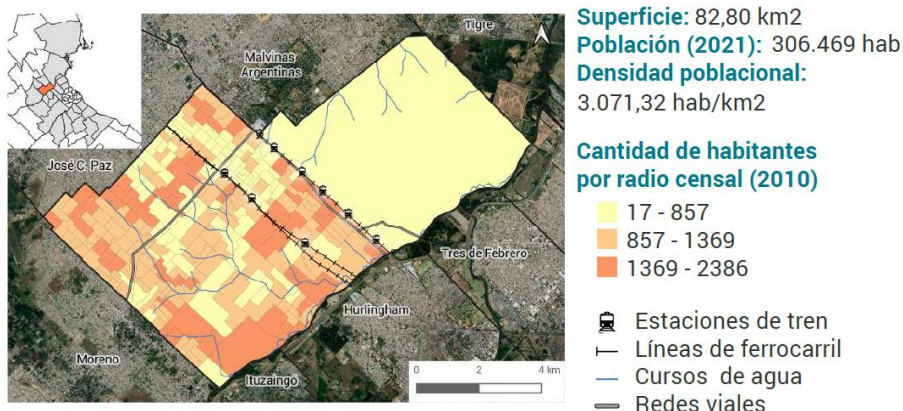 Superficie: 82,80 km2
Población (2021): 306.469 hab
Densidad poblacional:
3.071,32 hab/km2
Cantidad de habitantes
por radio censal (2010)
17 - 857
857 - 1369
1369 - 2386
Estaciones de tren
Líneas de ferrocarril
Cursos de agua
Redes viales
Tigre
Malvinas
Argentinas
José C. Paz
Tres de Febrero
Hurlingham
Moreno
Ituzaingo
0 2 4 km